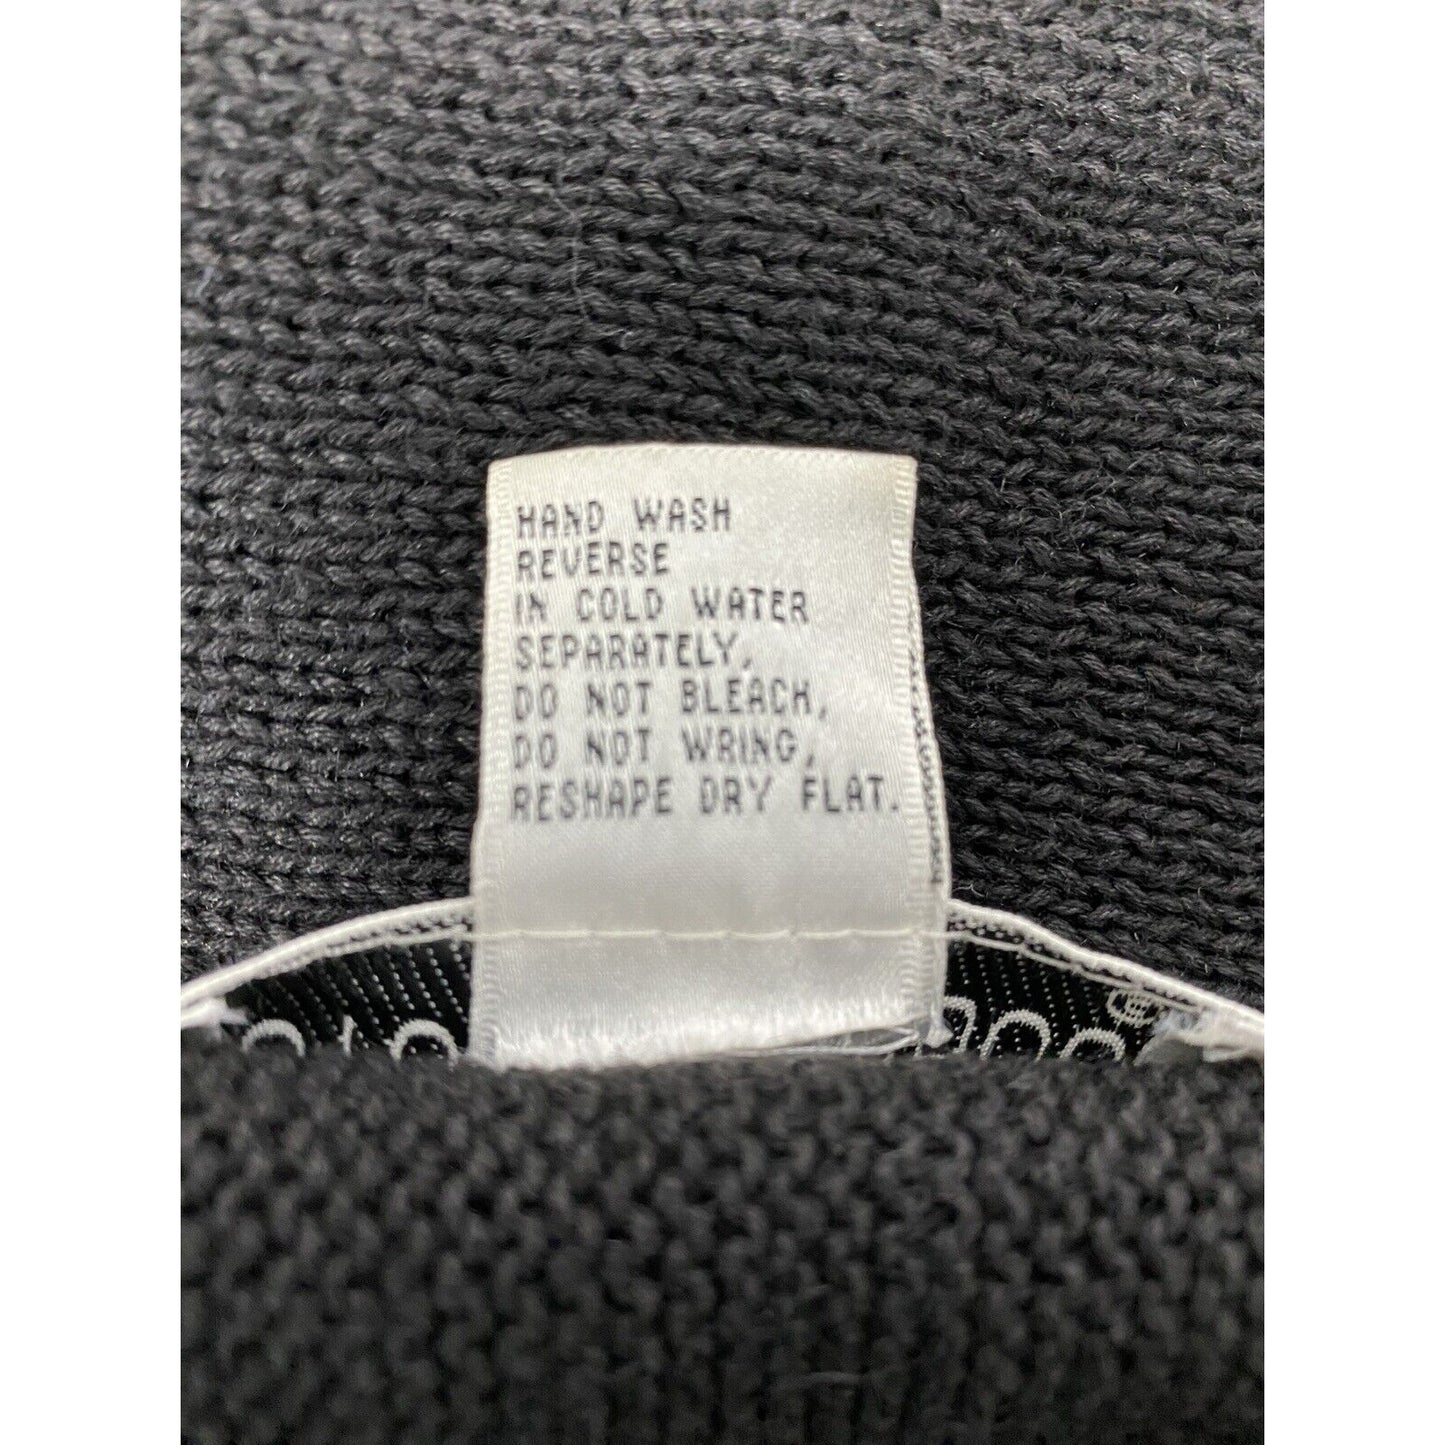 HAND WASH
REVERSE
IN COLD WATER
SEPARATELY,
DO NOT BLEACH,
DO NOT WRING,
RESHAPE DRY FLAT.